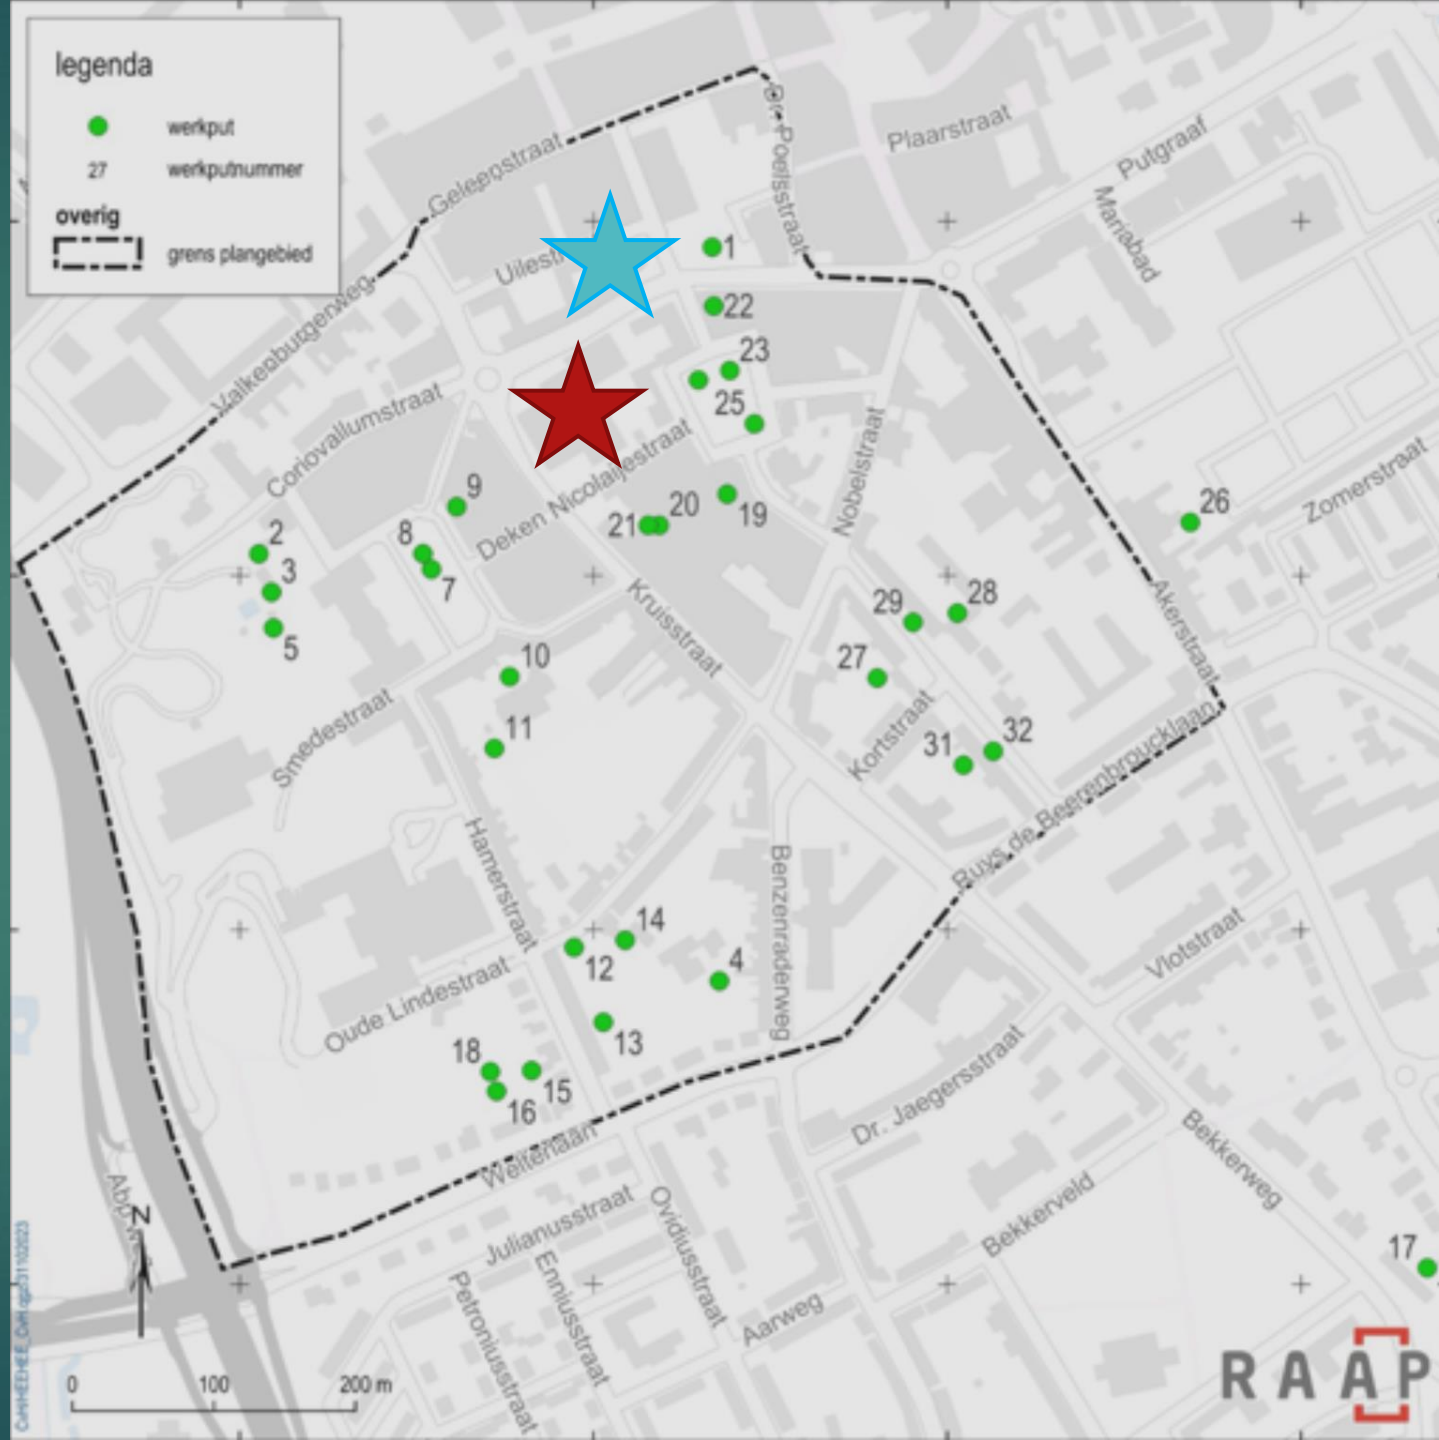 legenda
werkput
27 werkputnummer
overig
grens plangebied
Geleenstraat
Dr. Poelsstraat
Plaarstraat
Putgraaf
Mariabad
Uilestr
1
22
Valkenburgerweg
Coriovallumstraat
23
25
Deken Nicolaijestraat
Nobelstraat
Zomerstraat
9
26
2
8
21
20
19
3
7
5
Kruisstraat
29
28
Akerstraat
10
27
Smedestraat
11
Kortstraat
31
32
Ruys de Beerenbroucklaan
Hamerstraat
Benzenraderweg
14
12
4
Vlotstraat
Oude Lindestraat
13
18
15
16
Dr. Jaegersstraat
Welterlaan
Bekkerweg
Julianusstraat
Ovidiusstraat
Bekkerveld
N
Enniusstraat
Petroniusstraat
Aarweg
17
0 100 200 m
RAAP